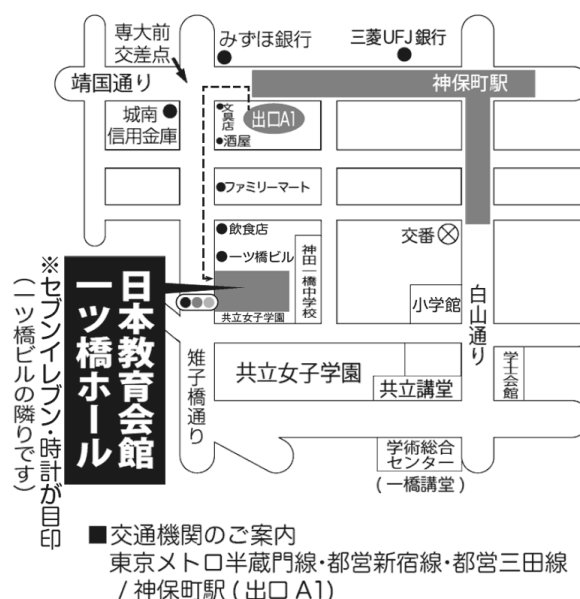 専大前
交差点
みずほ銀行
三菱UFJ銀行
靖国通り
神保町駅
城南
信用金庫
文具店
出口A1
酒屋
ファミリーマート
飲食店
一ツ橋ビル
神田一橋中学校
交番
共立女子学園
小学館
白山通り
日本教育会館
一ツ橋ホール
※セブンイレブン・時計が目印
(一ツ橋ビルの隣りです)
雉子橋通り
共立女子学園
共立講堂
学士会館
学術総合
センター
(一橋講堂)
■交通機関のご案内
東京メトロ半蔵門線・都営新宿線・都営三田線
/神保町駅(出口A1)